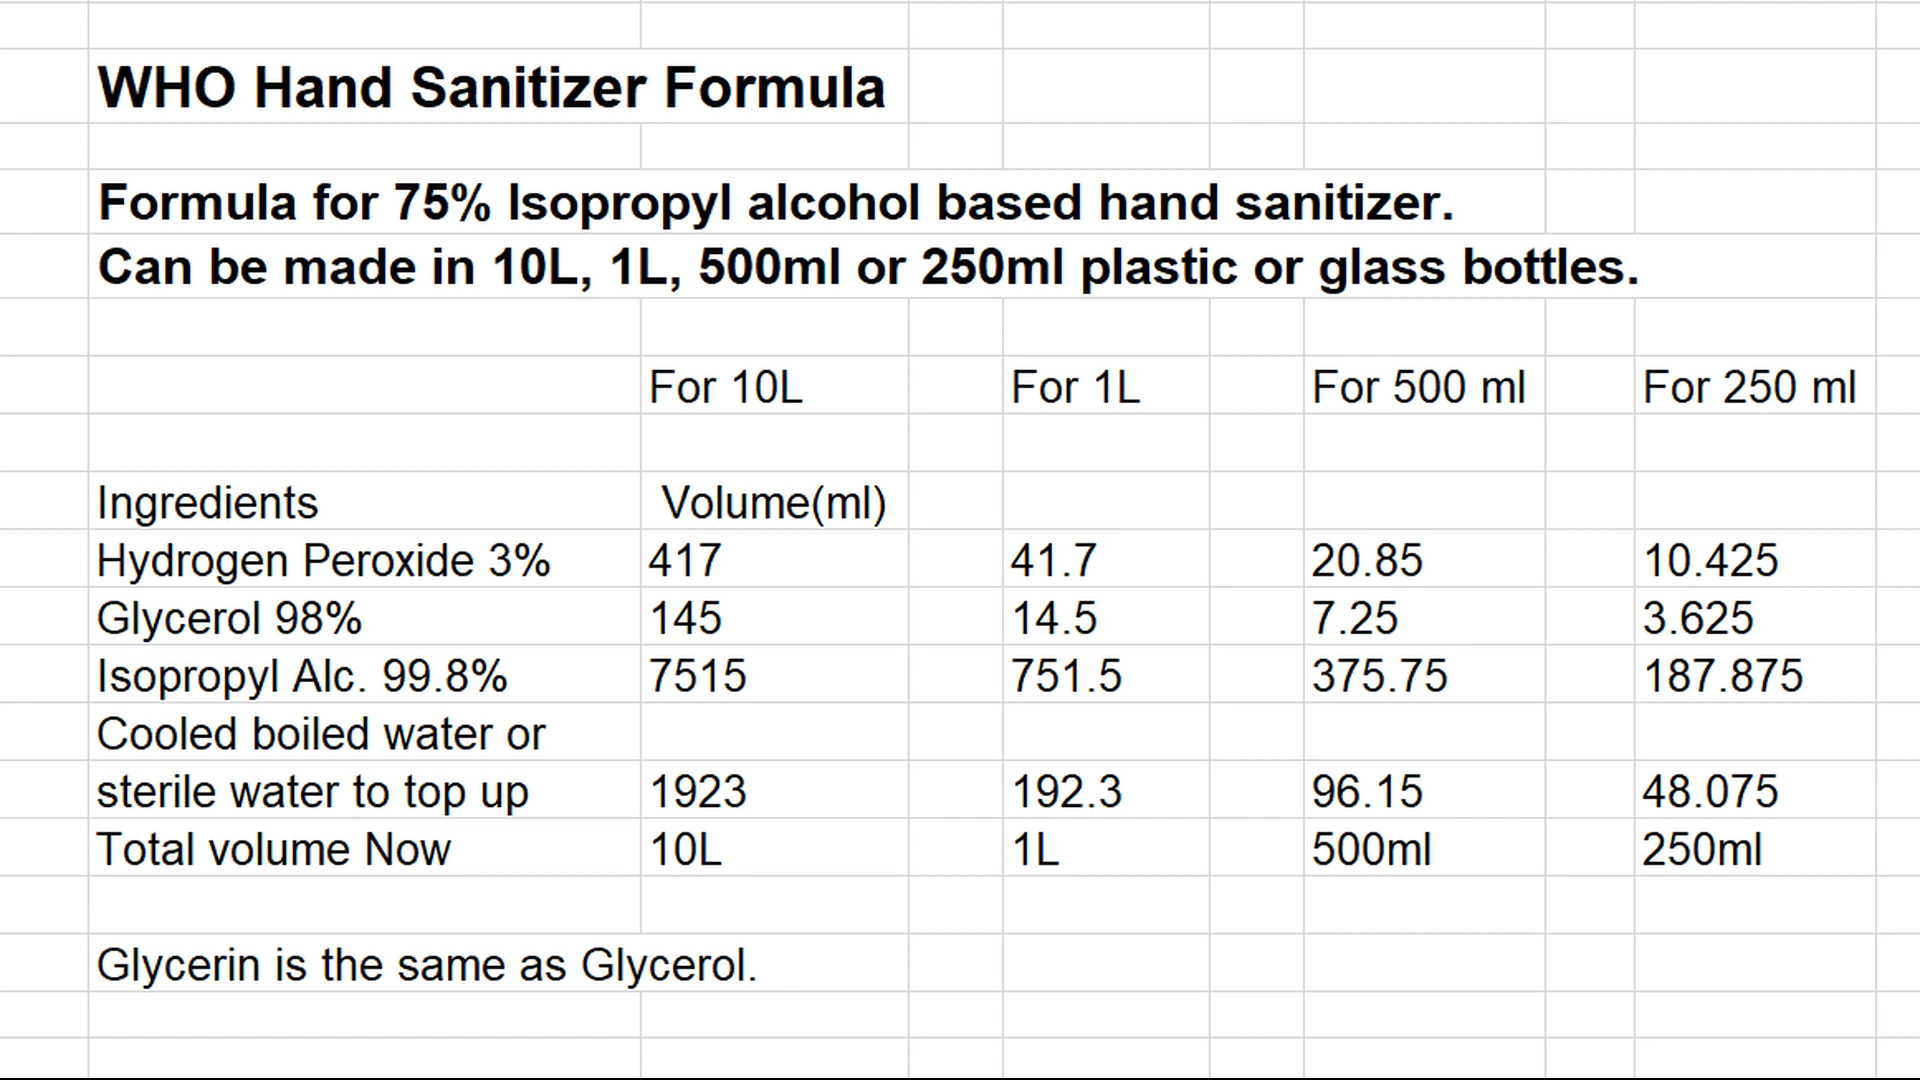 WHO Hand Sanitizer Formula
Formula for 75% Isopropyl alcohol based hand sanitizer.
Can be made in 10L, 1L, 500ml or 250ml plastic or glass bottles.
For 10L For 1L For 500 ml For 250 ml
Ingredients Volume(ml)
Hydrogen Peroxide 3% 417 41.7 20.85 10.425
Glycerol 98% 145 14.5 7.25 3.625
Isopropyl Alc. 99.8% 7515 751.5 375.75 187.875
Cooled boiled water or
sterile water to top up 1923 192.3 96.15 48.075
Total volume Now 10L 1L 500ml 250ml
Glycerin is the same as Glycerol.